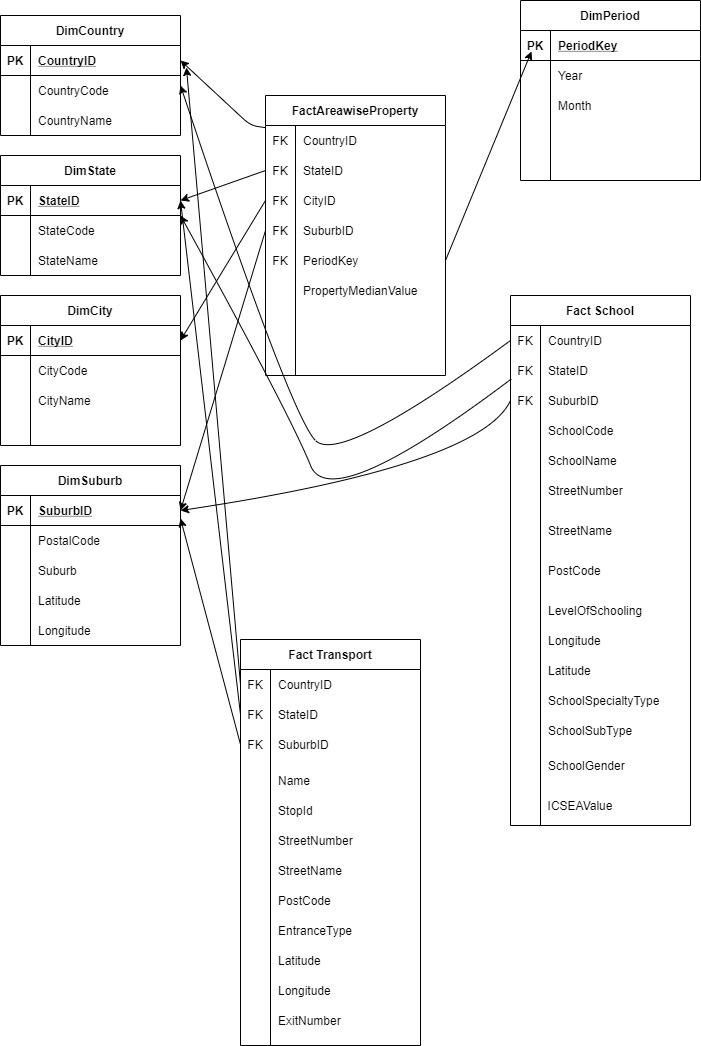 DimCountry
PK CountryID
CountryCode
CountryName
DimState
PK StateID
StateCode
StateName
DimCity
PK CityID
CityCode
CityName
DimSuburb
PK SuburbID
PostalCode
Suburb
Latitude
Longitude
FactAreawiseProperty
FK CountryID
FK StateID
FK CityID
FK SuburbID
FK PeriodKey
PropertyMedianValue
DimPeriod
PK PeriodKey
Year
Month
Fact School
FK CountryID
FK StateID
FK SuburbID
SchoolCode
SchoolName
StreetNumber
StreetName
PostCode
LevelOfSchooling
Longitude
Latitude
SchoolSpecialtyType
SchoolSubType
SchoolGender
ICSEAValue
Fact Transport
FK CountryID
FK StateID
FK SuburbID
Name
StopId
StreetNumber
StreetName
PostCode
EntranceType
Latitude
Longitude
ExitNumber